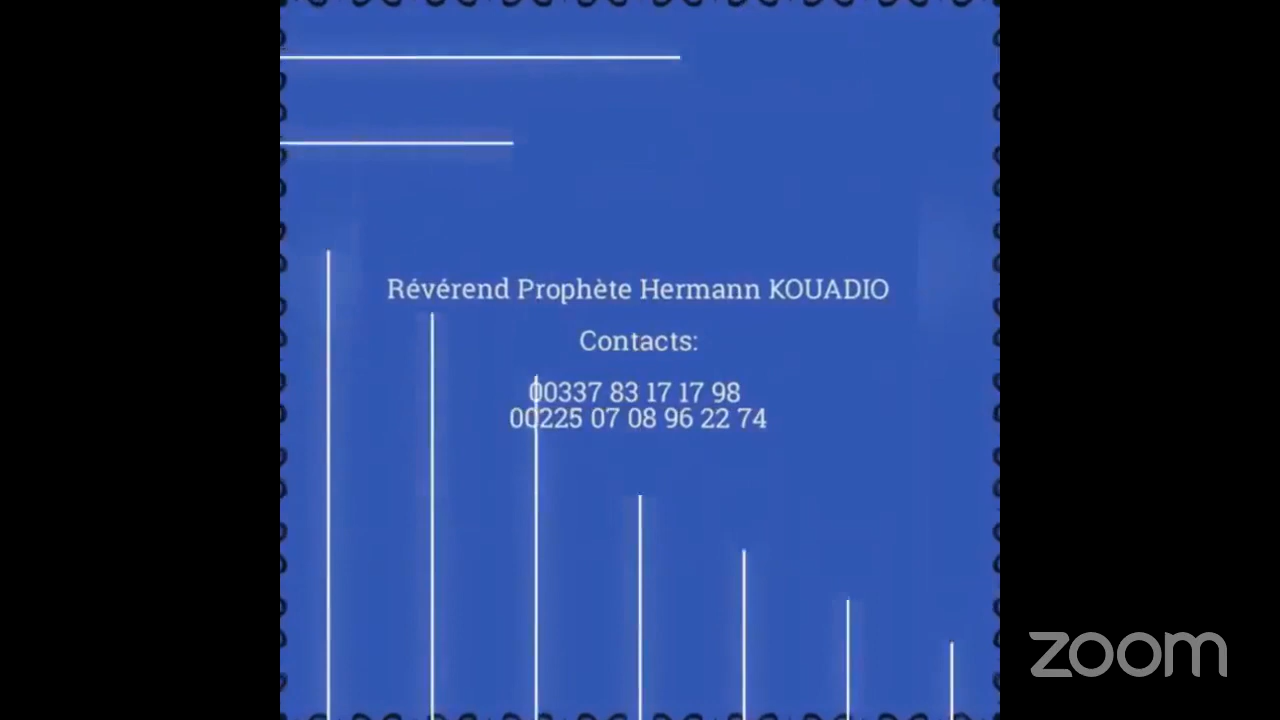 Révérend Prophète Hermann KOUADIO
Contacts:
00337 83 17 17 98
00225 07 08 96 22 74
zoom